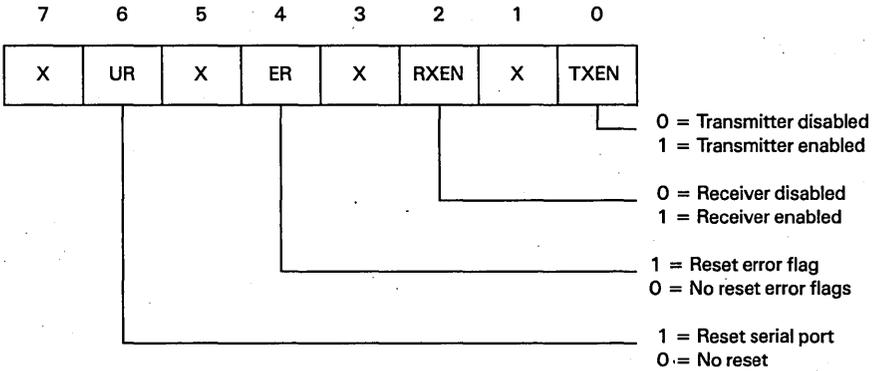 7 6 5 4 3 2 1 0
X UR X ER X RXEN X TXEN
0 = Transmitter disabled
1 = Transmitter enabled
0 = Receiver disabled
1 = Receiver enabled
1 = Reset error flag
0 = No reset error flags
1 = Reset serial port
0 = No reset